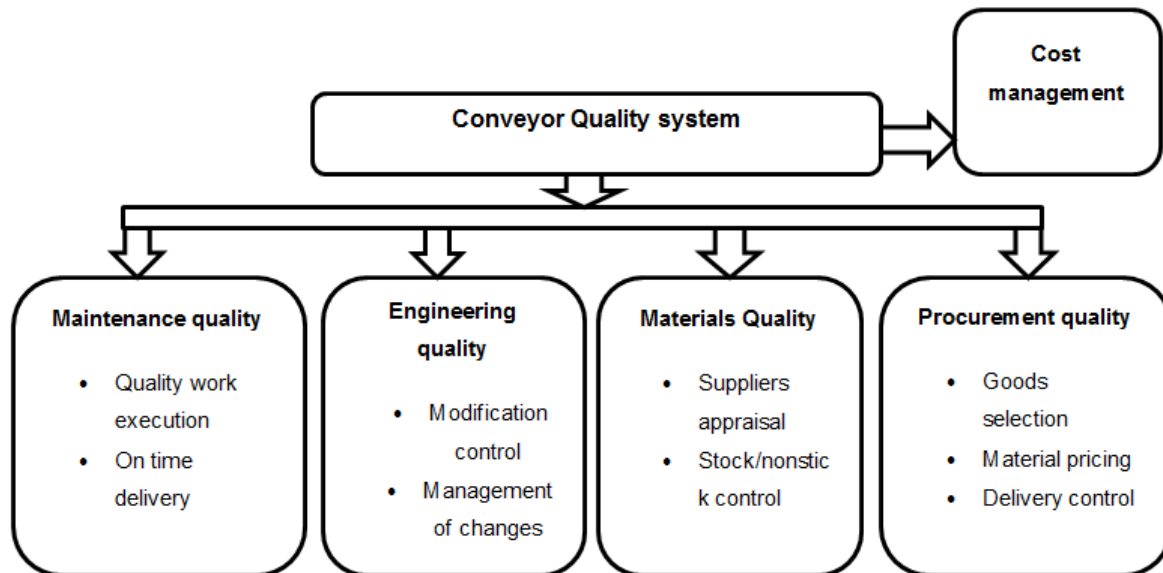 Cost
management
Conveyor Quality system
Maintenance quality
• Quality work
execution
• On time
delivery
Engineering
quality
• Modification
control
• Management
of changes
Materials Quality
• Suppliers
appraisal
• Stock/nonstic
k control
Procurement quality
• Goods
selection
• Material pricing
• Delivery control